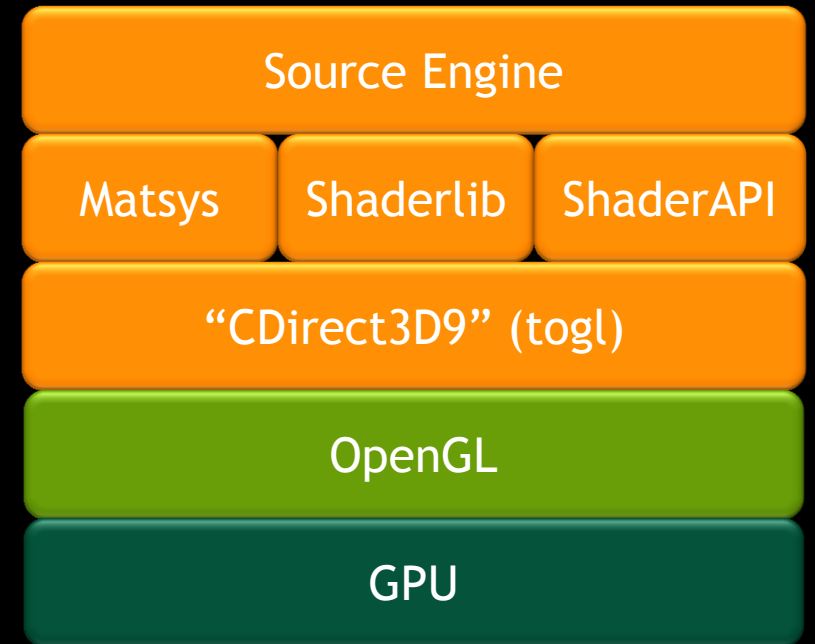 Source Engine
Matsys Shaderlib ShaderAPI
“CDirect3D9” (togl)
OpenGL
GPU